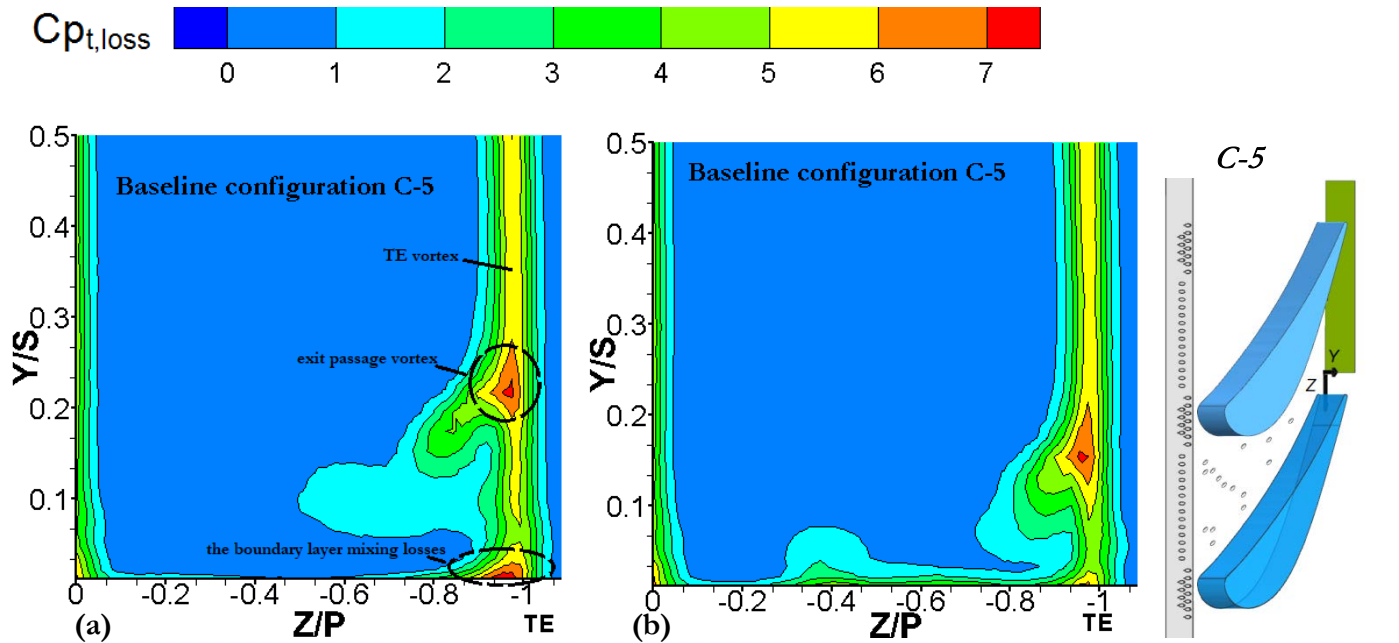 Cp_t,loss
0 1 2 3 4 5 6 7
0.5
0.4
0.3
0.2
0.1
Y/S
Baseline configuration C-5
TE vortex
exit passage vortex
the boundary layer mixing losses
0 -0.2 -0.4 -0.6 -0.8 -1
Z/P
TE
(a)
0.5
0.4
0.3
0.2
0.1
Y/S
Baseline configuration C-5
0 -0.2 -0.4 -0.6 -0.8 -1
Z/P
TE
(b)
C-5
Y
Z